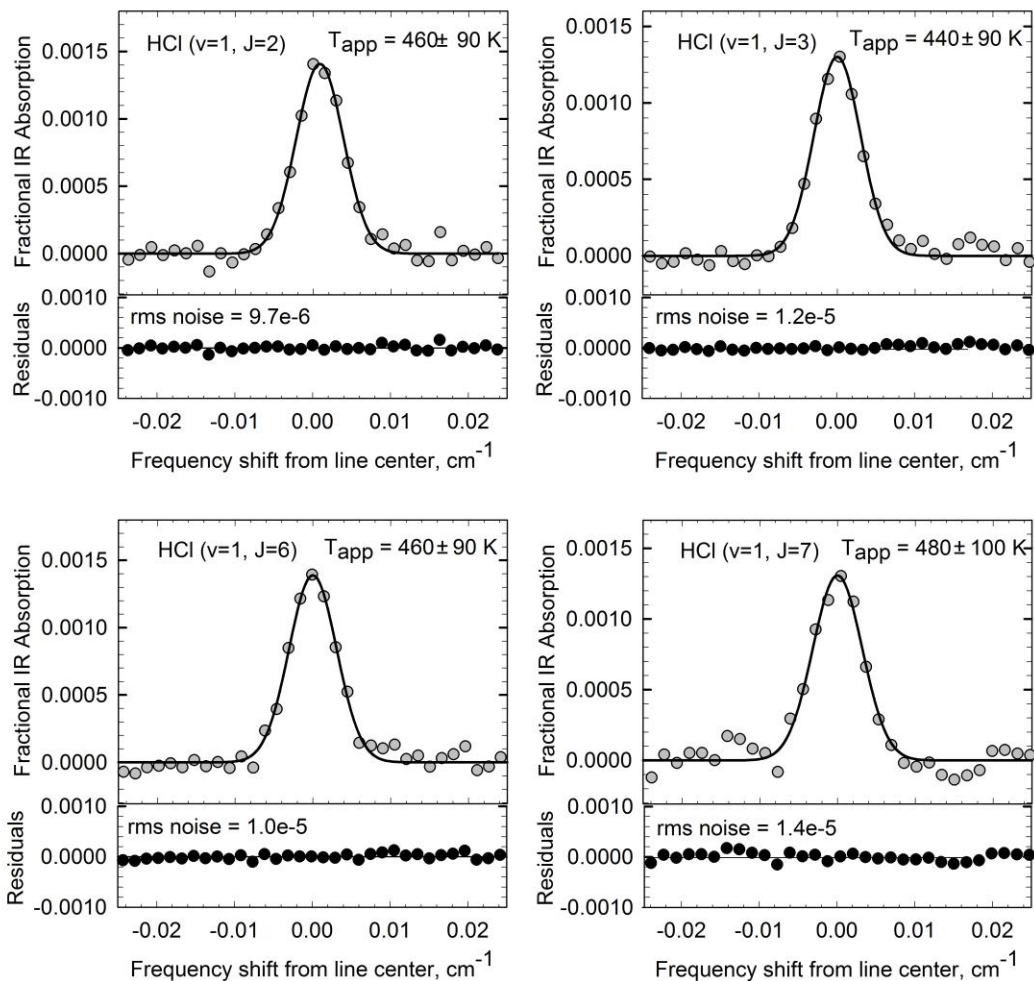 HCl (v=1, J=2) Tapp = 460± 90 K
Fractional IR Absorption
0.0015
0.0010
0.0005
0.0000
rms noise = 9.7e-6
Residuals
0.0010
0.0000
-0.0010
-0.02 -0.01 0.00 0.01 0.02
Frequency shift from line center, cm-1
HCl (v=1, J=3) Tapp = 440± 90 K
Fractional IR Absorption
0.0015
0.0010
0.0005
0.0000
rms noise = 1.2e-5
Residuals
0.0010
0.0000
-0.0010
-0.02 -0.01 0.00 0.01 0.02
Frequency shift from line center, cm-1
HCl (v=1, J=6) Tapp = 460± 90 K
Fractional IR Absorption
0.0015
0.0010
0.0005
0.0000
rms noise = 1.0e-5
Residuals
0.0010
0.0000
-0.0010
-0.02 -0.01 0.00 0.01 0.02
Frequency shift from line center, cm-1
HCl (v=1, J=7) Tapp = 480± 100 K
Fractional IR Absorption
0.0015
0.0010
0.0005
0.0000
rms noise = 1.4e-5
Residuals
0.0010
0.0000
-0.0010
-0.02 -0.01 0.00 0.01 0.02
Frequency shift from line center, cm-1